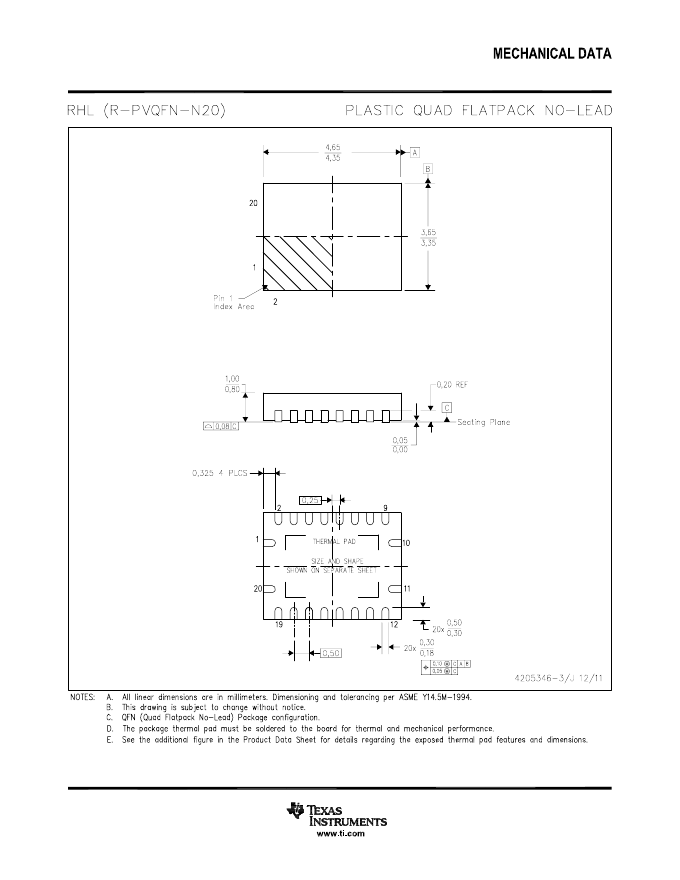 MECHANICAL DATA
RHL (R-PVQFN-N20) PLASTIC QUAD FLATPACK NO-LEAD
4,65
4,35
A
B
20
3,65
3,35
1
Pin 1
Index Area
2
1,00
0,80
0,20 REF
C
Seating Plane
0,08 C
0,05
0,00
0,325 4 PLCS
0,25
2 9
1 THERMAL PAD 10
SIZE AND SHAPE
SHOWN ON SEPARATE SHEET
20 11
19 12
20x 0,50
0,30
0,50
20x 0,30
0,18
0,10 M C A B
0,05 M C
4205346-3/J 12/11
NOTES: A. All linear dimensions are in millimeters. Dimensioning and tolerancing per ASME Y14.5M-1994.
B. This drawing is subject to change without notice.
C. QFN (Quad Flatpack No-Lead) Package configuration.
D. The package thermal pad must be soldered to the board for thermal and mechanical performance.
E. See the additional figure in the Product Data Sheet for details regarding the exposed thermal pad features and dimensions.
TEXAS
INSTRUMENTS
www.ti.com